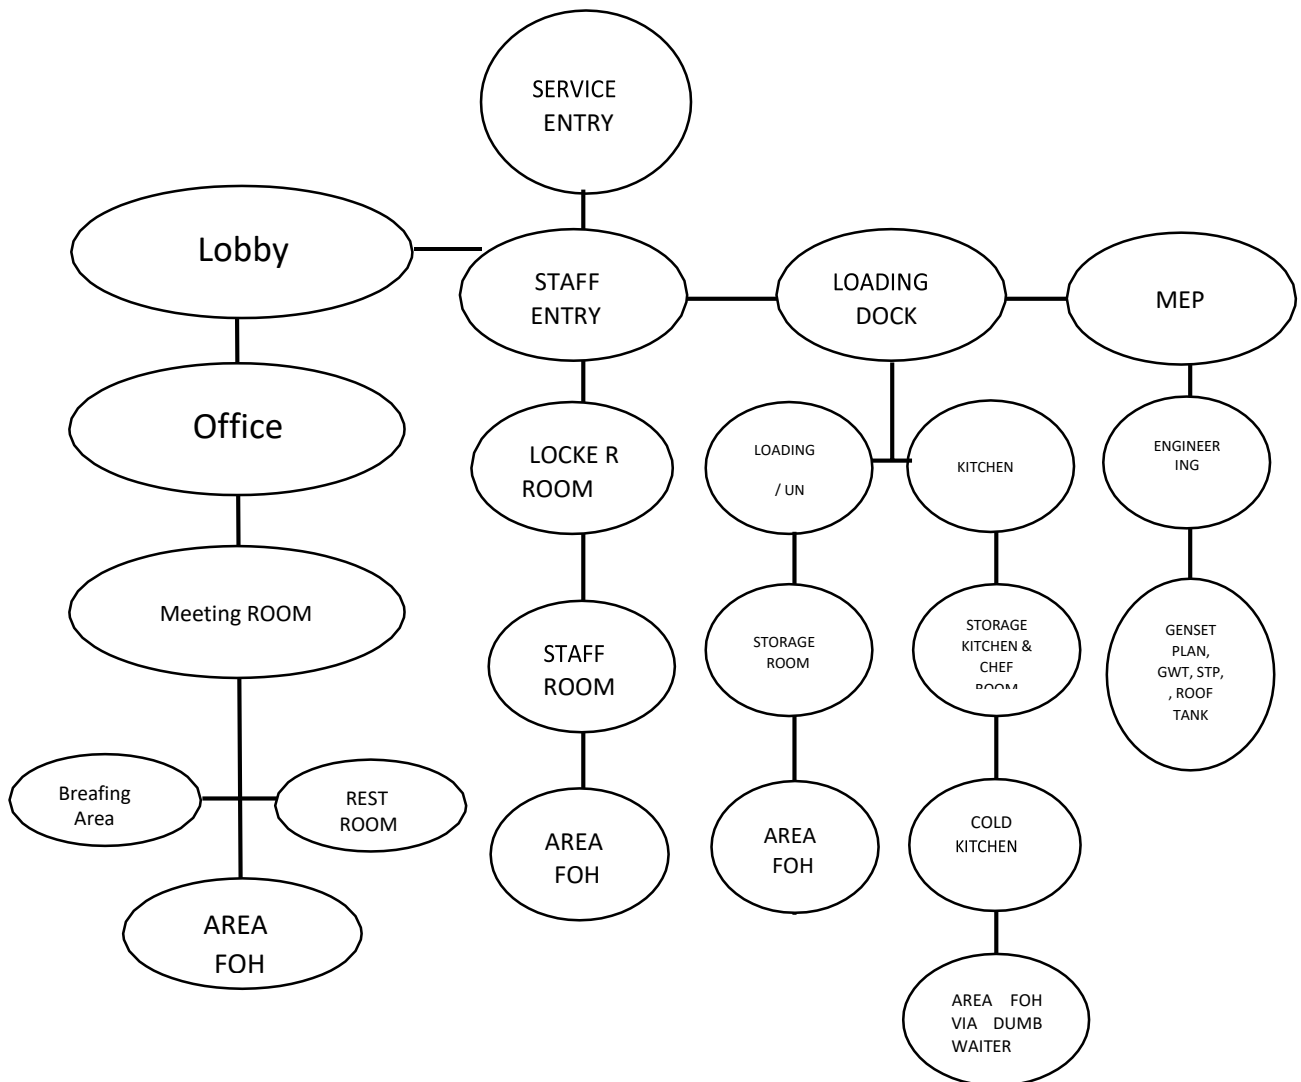 SERVICE
ENTRY
Lobby
STAFF
ENTRY
LOADING
DOCK
MEP
Office
LOCKE R
ROOM
LOADING
/ UN
KITCHEN
ENGINEER
ING
Meeting ROOM
STAFF
ROOM
STORAGE
ROOM
STORAGE
KITCHEN &
CHEF
ROOM
GENSET
PLAN,
GWT, STP,
, ROOF
TANK
Breafing
Area
REST
ROOM
AREA
FOH
AREA
FOH
AREA
FOH
COLD
KITCHEN
AREA FOH
VIA DUMB
WAITER